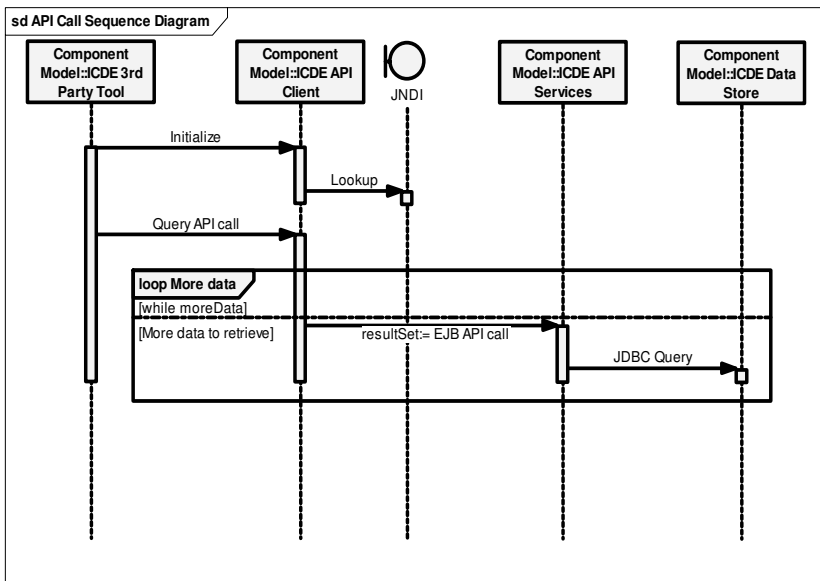 sd API Call Sequence Diagram
Component
Model::ICDE 3rd
Party Tool
Component
Model::ICDE API
Client
JNDI
Component
Model::ICDE API
Services
Component
Model::ICDE Data
Store
Initialize
Lookup
Query API call
loop More data
[while moreData]
[More data to retrieve]
resultSet:= EJB API call
JDBC Query